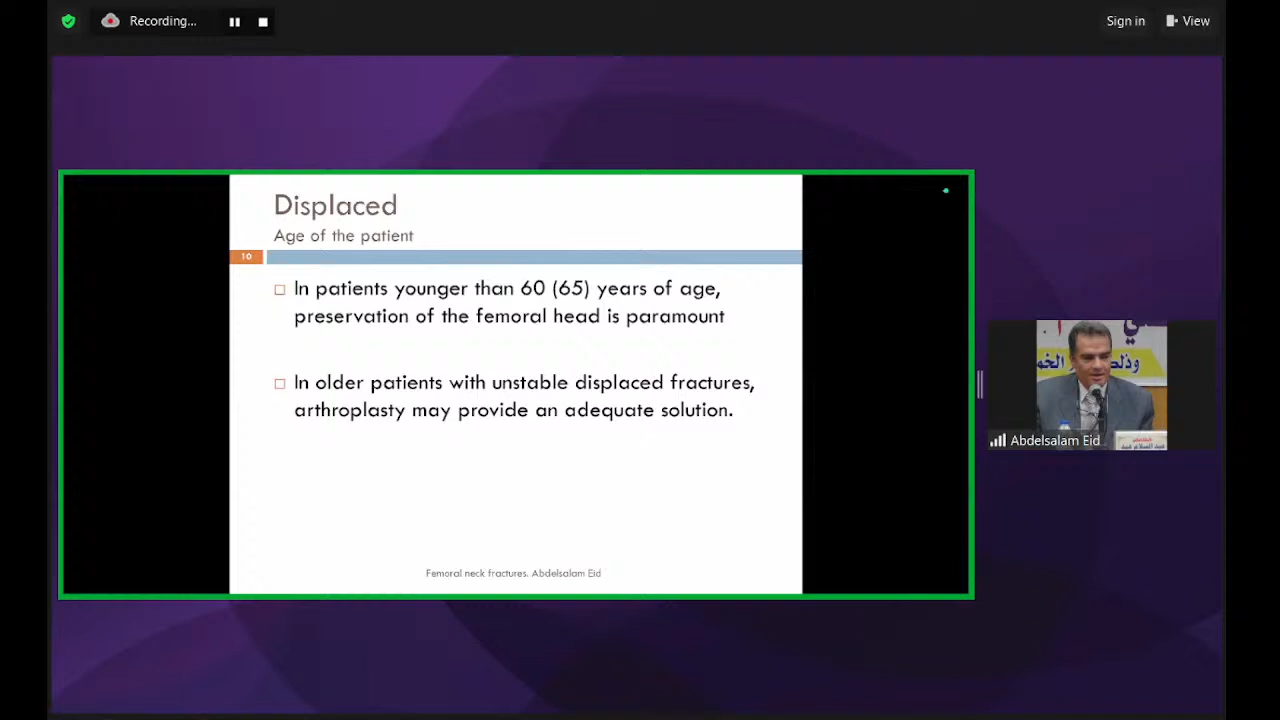 Recording...
Sign in
View
Displaced
Age of the patient
10
In patients younger than 60 (65) years of age,
preservation of the femoral head is paramount
In older patients with unstable displaced fractures,
arthroplasty may provide an adequate solution.
Femoral neck fractures. Abdelsalam Eid
Abdelsalam Eid